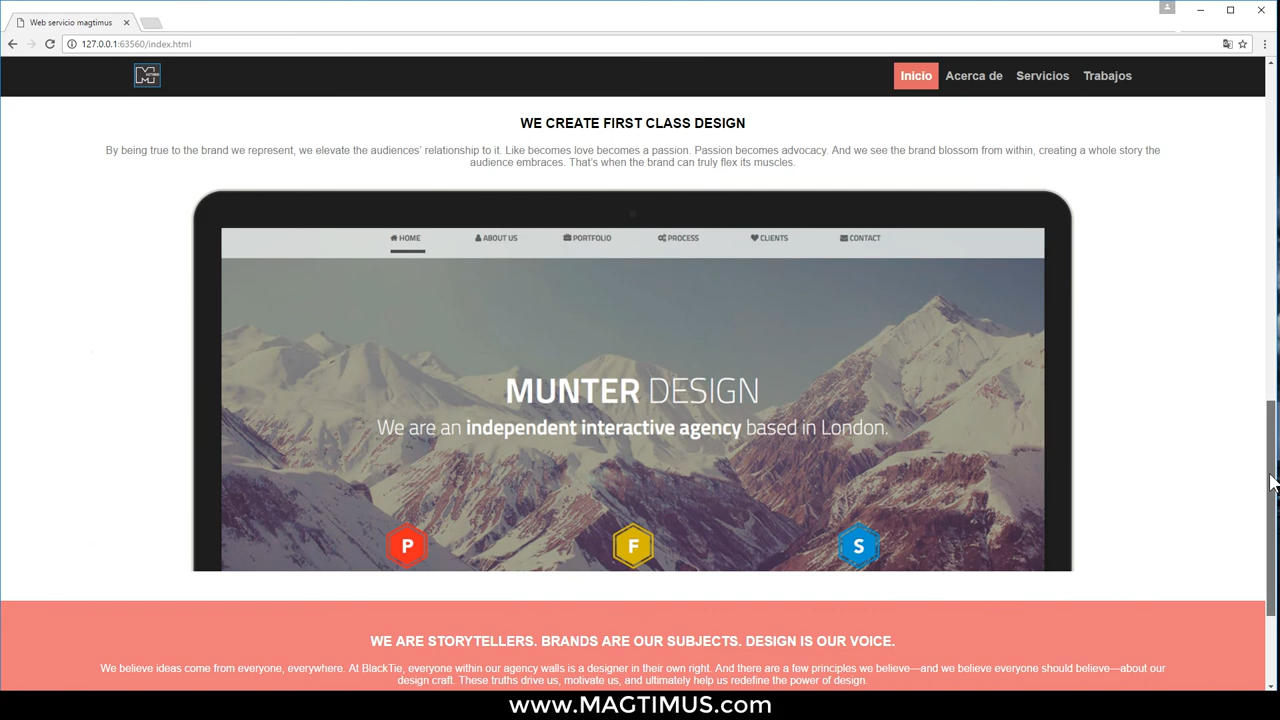 Web servicio magtimus
127.0.0.1:63560/index.html
Inicio Acerca de Servicios Trabajos
WE CREATE FIRST CLASS DESIGN
By being true to the brand we represent, we elevate the audiences’ relationship to it. Like becomes love becomes a passion. Passion becomes advocacy. And we see the brand blossom from within, creating a whole story the
audience embraces. That’s when the brand can truly flex its muscles.
HOME ABOUT US PORTFOLIO PROCESS CLIENTS CONTACT
MUNTER DESIGN
We are an independent interactive agency based in London.
P F S
WE ARE STORYTELLERS. BRANDS ARE OUR SUBJECTS. DESIGN IS OUR VOICE.
We believe ideas come from everyone, everywhere. At BlackTie, everyone within our agency walls is a designer in their own right. And there are a few principles we believe—and we believe everyone should believe—about our
design craft. These truths drive us, motivate us, and ultimately help us redefine the power of design.
www.MAGTIMUS.com